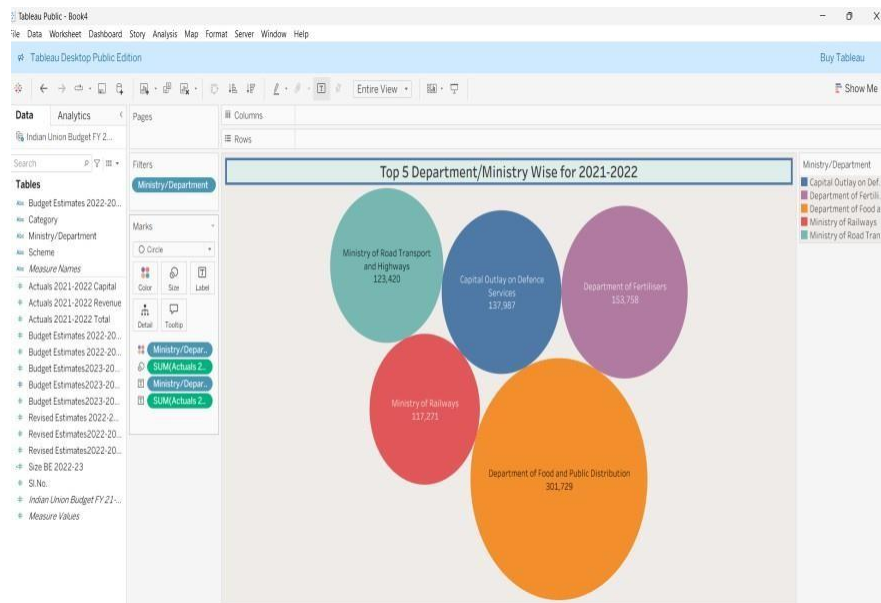 Tableau Public - Book4
File Data Worksheet Dashboard Story Analysis Map Format Server Window Help
Tableau Desktop Public Edition Buy Tableau
Entire View Show Me
Data Analytics Pages Columns
Indian Union Budget FY 2... Rows
Search
Tables
Abc Budget Estimates 2022-20...
Abc Category
Abc Ministry/Department
Abc Scheme
Abc Measure Names
# Actuals 2021-2022 Capital
# Actuals 2021-2022 Revenue
# Actuals 2021-2022 Total
# Budget Estimates 2022-20...
# Budget Estimates 2022-20...
# Budget Estimates2023-20...
# Budget Estimates2023-20...
# Budget Estimates2023-20...
# Revised Estimates 2022-2...
# Revised Estimates2022-20...
# Revised Estimates2022-20...
# Size BE 2022-23
# Sl.No.
# Indian Union Budget FY 21-...
# Measure Values
Filters
Ministry/Department
Marks
Circle
Color Size Label
Detail Tooltip
Ministry/Depar..
SUM(Actuals 2..
Ministry/Depar..
SUM(Actuals 2..
Top 5 Department/Ministry Wise for 2021-2022
Ministry of Road Transport
and Highways
123,420
Capital Outlay on Defence
Services
137,987
Department of Fertilisers
153,758
Ministry of Railways
117,271
Department of Food and Public Distribution
301,729
Ministry/Department
Capital Outlay on Def..
Department of Fertili..
Department of Food a
Ministry of Railways
Ministry of Road Tran